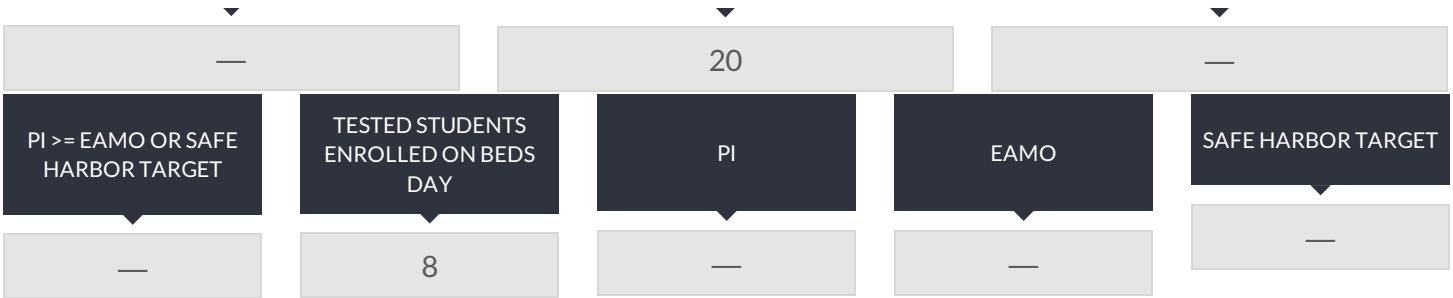 — 20 —
PI >= EAMO OR SAFE
HARBOR TARGET
TESTED STUDENTS
ENROLLED ON BEDS
DAY
PI
EAMO
SAFE HARBOR TARGET
— 8 — — —